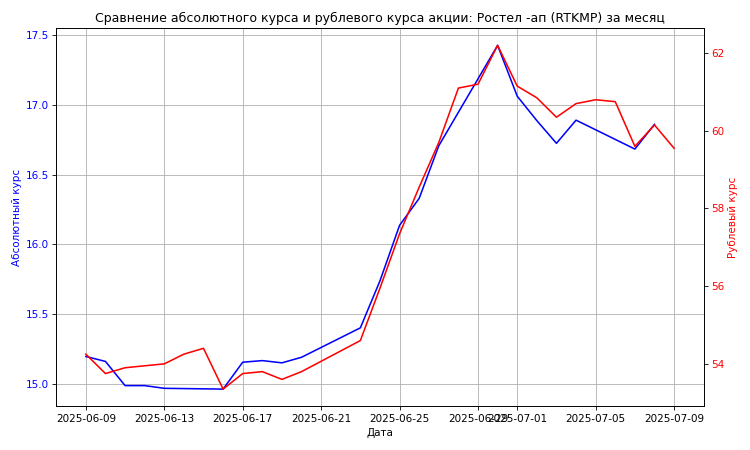 Сравнение абсолютного курса и рублевого курса акции: Ростел -ап (RTKMP) за месяц
17.5
17.0
16.5
16.0
15.5
15.0
Абсолютный курс
62
60
58
56
54
Рублевый курс
2025-06-09 2025-06-13 2025-06-17 2025-06-21 2025-06-25 2025-06-29 2025-07-01 2025-07-05 2025-07-09
Дата